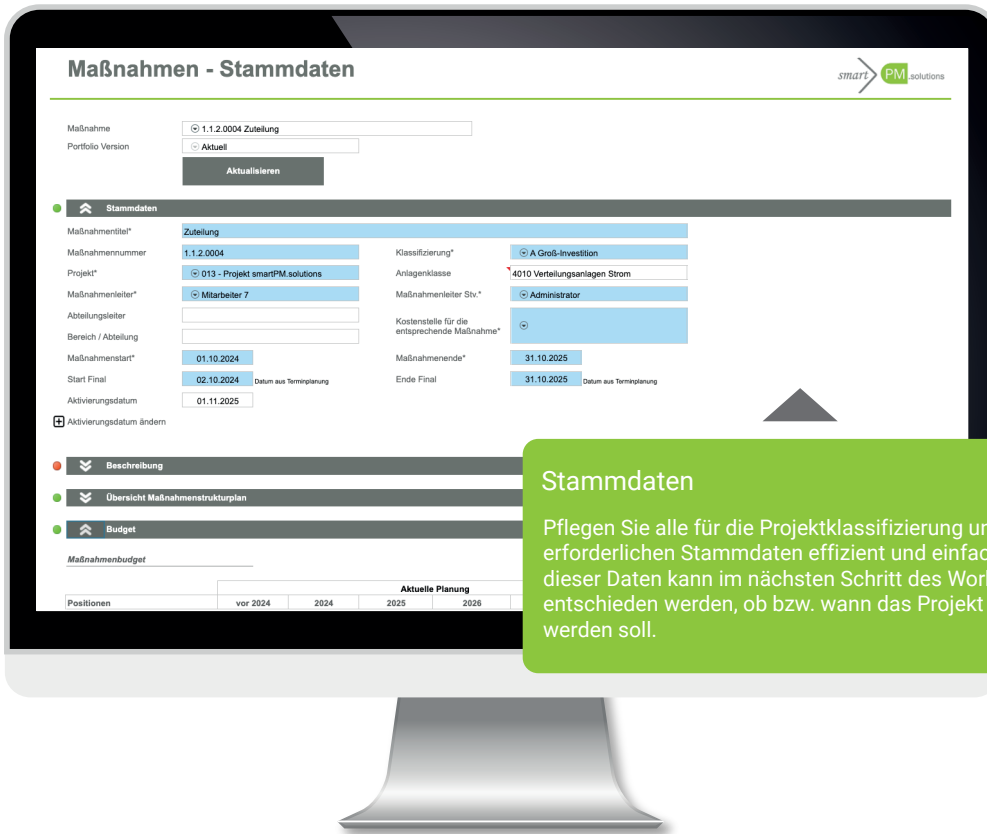 Maßnahmen - Stammdaten
smart PM .solutions
Maßnahme 1.1.2.0004 Zuteilung
Portfolio Version Aktuell
Aktualisieren
Stammdaten
Maßnahmentitel* Zuteilung
Maßnahmennummer 1.1.2.0004 Klassifizierung* A Groß-Investition
Projekt* 013 - Projekt smartPM.solutions Anlagenklasse 4010 Verteilungsanlagen Strom
Maßnahmenleiter* Mitarbeiter 7 Maßnahmenleiter Stv.* Administrator
Abteilungsleiter
Kostenstelle für die
entsprechende Maßnahme*
Bereich / Abteilung
Maßnahmenstart* 01.10.2024 Maßnahmenende* 31.10.2025
Start Final 02.10.2024 Datum aus Terminplanung Ende Final 31.10.2025 Datum aus Terminplanung
Aktivierungsdatum 01.11.2025
Aktivierungsdatum ändern
Beschreibung
Übersicht Maßnahmenstrukturplan
Budget
Maßnahmenbudget
Aktuelle Planung
Positionen vor 2024 2024 2025 2026
Stammdaten
Pflegen Sie alle für die Projektklassifizierung
erforderlichen Stammdaten effizient und
dieser Daten kann im nächsten Schritt des
entschieden werden, ob bzw. wann das Projekt
werden soll.